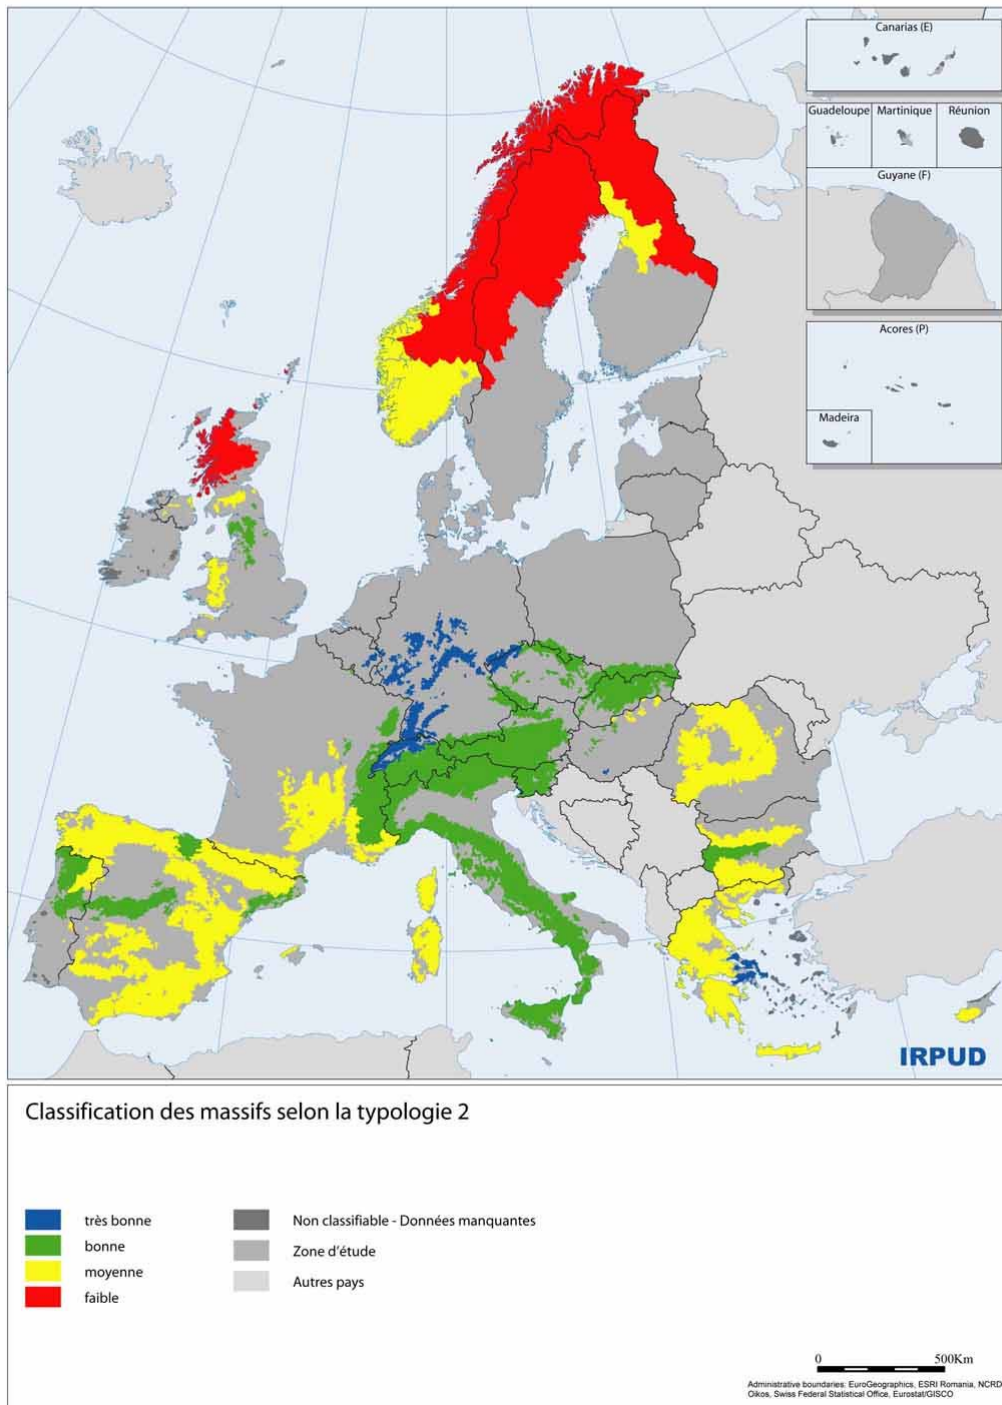 Canarias (E)
Guadeloupe
Martinique
Réunion
Guyane (F)
Acores (P)
Madeira
IRPUD
Classification des massifs selon la typologie 2
très bonne
bonne
moyenne
faible
Non classifiable - Données manquantes
Zone d'étude
Autres pays
0 500Km
Administrative boundaries: EuroGeographics, ESRI Romania, NCRD
Oikos, Swiss Federal Statistical Office, Eurostat/GISCO